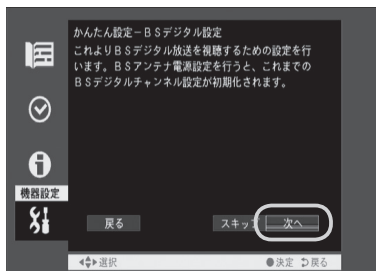 かんたん設定－ＢＳデジタル設定
これよりＢＳデジタル放送を視聴するための設定を行
います。ＢＳアンテナ電源設定を行うと、これまでの
ＢＳデジタルチャンネル設定が初期化されます。
機器設定
戻る
スキップ
次へ
選択
決定
戻る